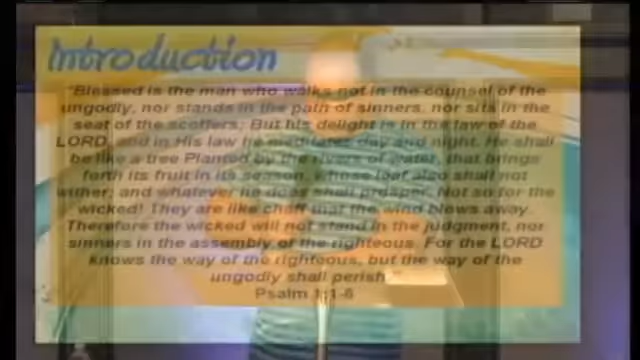 Introduction
"Blessed is the man who walks not in the counsel of the
ungodly, nor stands in the path of sinners, nor sits in the
seat of the scoffers; But his delight is in the law of the
LORD, and in His law he meditates day and night. He shall
be like a tree Planted by the rivers of water, that brings
forth its fruit in its season, whose leaf also shall not
wither; and whatever he does shall prosper. Not so for the
wicked! They are like chaff that the wind blows away.
Therefore the wicked will not stand in the judgment, nor
sinners in the assembly of the righteous. For the LORD
knows the way of the righteous, but the way of the
ungodly shall perish
Psalm 1:1-6